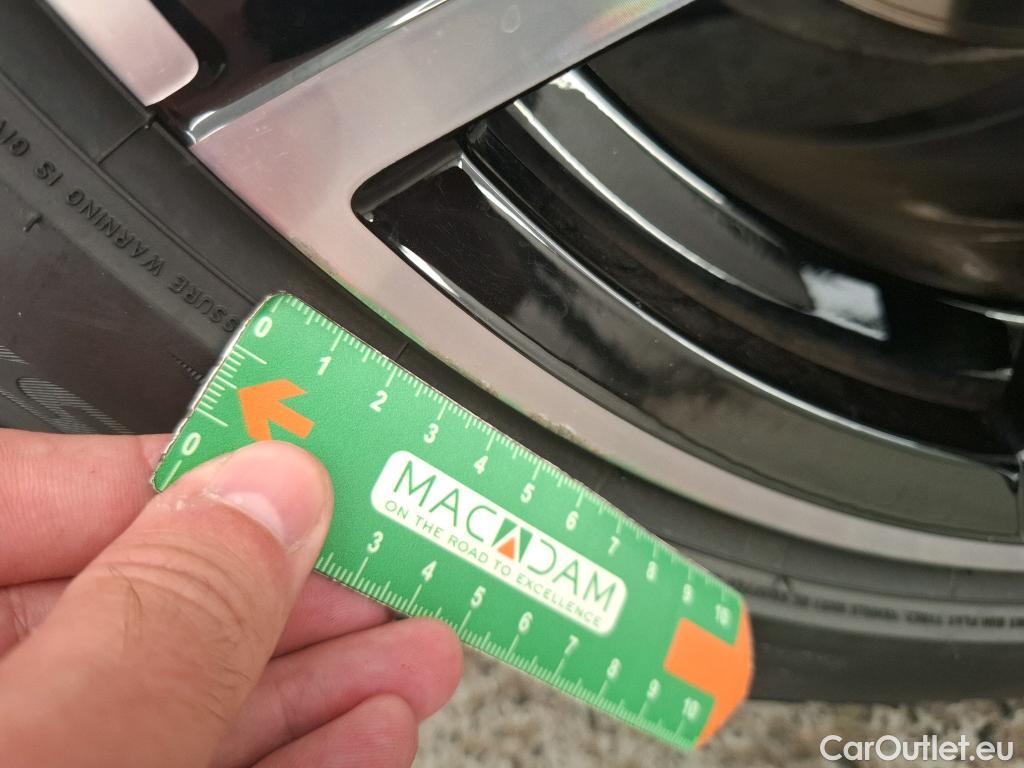 SSURE WARNING IS GIV
0 1 2 3 4 5 6 7 8 9 10
MACADAM
ON THE ROAD TO EXCELLENCE
0 3 4 5 6 7 8 9 10
CarOutlet.eu